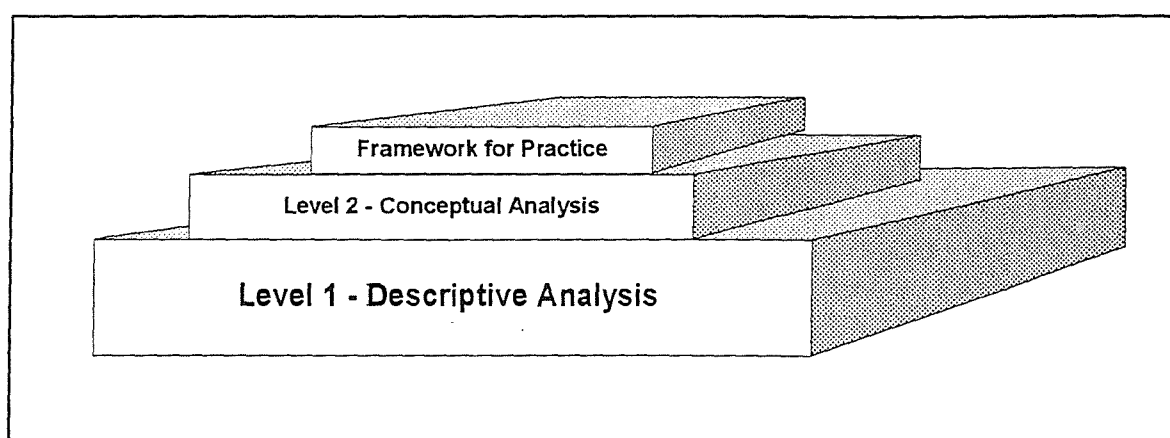 Framework for Practice
Level 2 - Conceptual Analysis
Level 1 - Descriptive Analysis